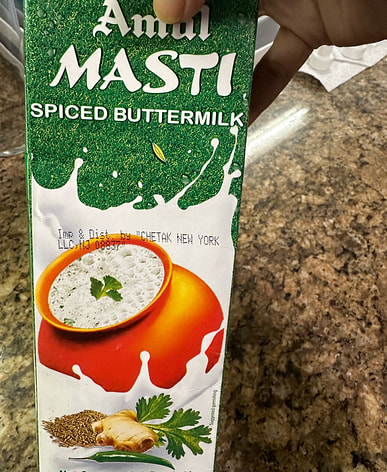 Amul
MASTI
SPICED BUTTERMILK
Imp & Dist. by "CHETAK NEW YORK
LLC,NJ 08837"